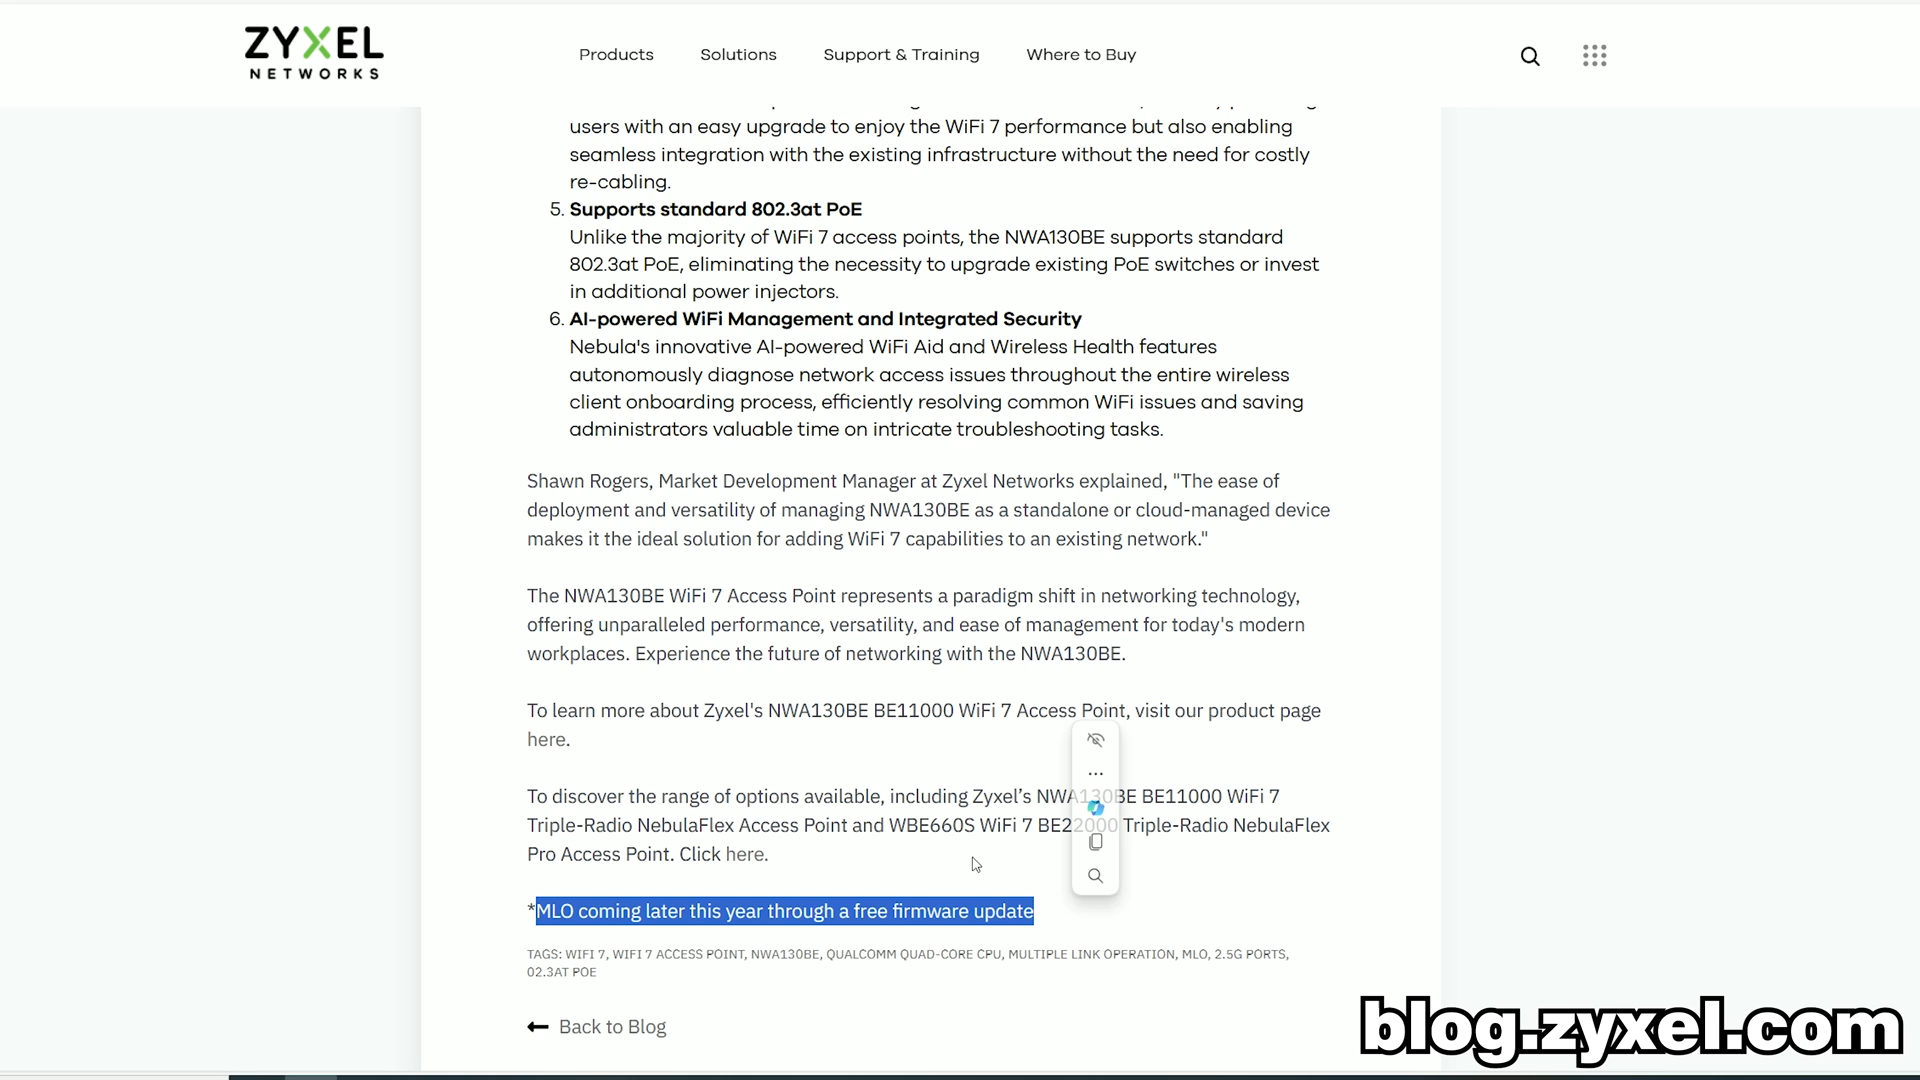 ZYXEL
NETWORKS
Products
Solutions
Support & Training
Where to Buy
users with an easy upgrade to enjoy the WiFi 7 performance but also enabling
seamless integration with the existing infrastructure without the need for costly
re-cabling.
5. Supports standard 802.3at PoE
Unlike the majority of WiFi 7 access points, the NWA130BE supports standard
802.3at PoE, eliminating the necessity to upgrade existing PoE switches or invest
in additional power injectors.
6. AI-powered WiFi Management and Integrated Security
Nebula's innovative AI-powered WiFi Aid and Wireless Health features
autonomously diagnose network access issues throughout the entire wireless
client onboarding process, efficiently resolving common WiFi issues and saving
administrators valuable time on intricate troubleshooting tasks.
Shawn Rogers, Market Development Manager at Zyxel Networks explained, "The ease of
deployment and versatility of managing NWA130BE as a standalone or cloud-managed device
makes it the ideal solution for adding WiFi 7 capabilities to an existing network."
The NWA130BE WiFi 7 Access Point represents a paradigm shift in networking technology,
offering unparalleled performance, versatility, and ease of management for today's modern
workplaces. Experience the future of networking with the NWA130BE.
To learn more about Zyxel's NWA130BE BE11000 WiFi 7 Access Point, visit our product page
here.
To discover the range of options available, including Zyxel’s NWA130BE BE11000 WiFi 7
Triple-Radio NebulaFlex Access Point and WBE660S WiFi 7 BE22000 Triple-Radio NebulaFlex
Pro Access Point. Click here.
*MLO coming later this year through a free firmware update
TAGS: WIFI 7, WIFI 7 ACCESS POINT, NWA130BE, QUALCOMM QUAD-CORE CPU, MULTIPLE LINK OPERATION, MLO, 2.5G PORTS,
02.3AT POE
Back to Blog
blog.zyxel.com